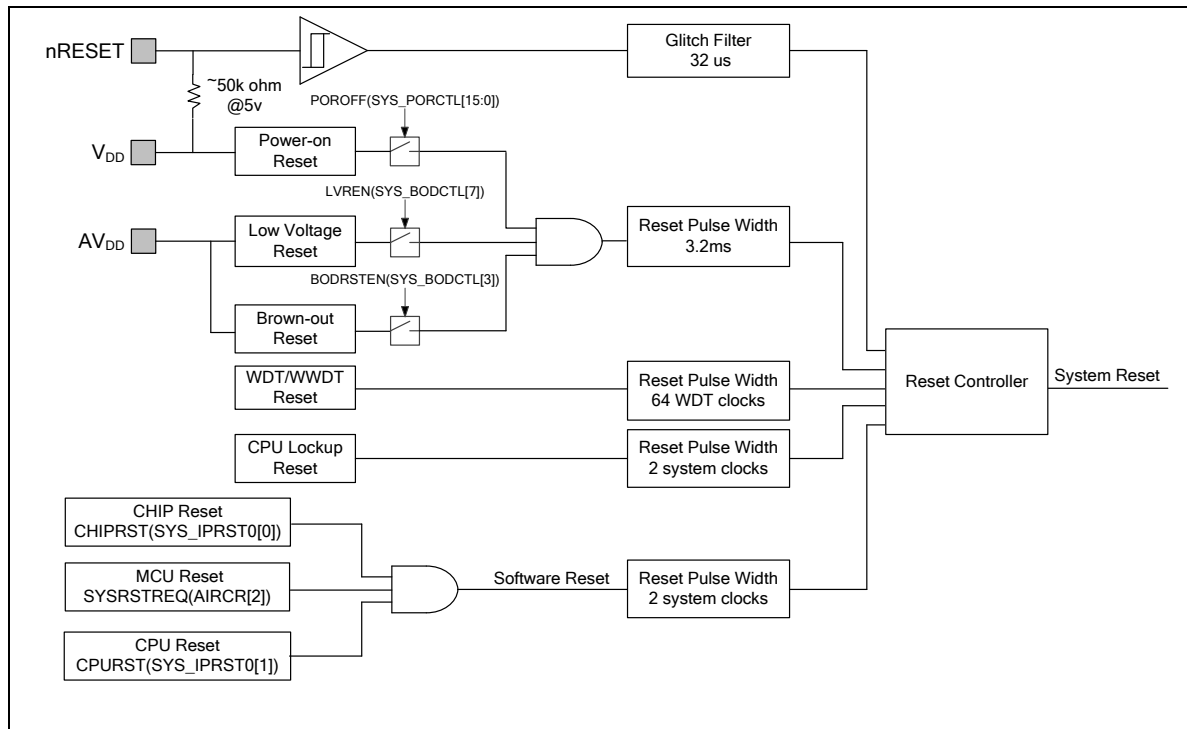 nRESET
~50k ohm
@5v
Glitch Filter
32 us
POROFF(SYS_PORCTL[15:0])
VDD
Power-on
Reset
LVREN(SYS_BODCTL[7])
AVDD
Low Voltage
Reset
Reset Pulse Width
3.2ms
BODRSTEN(SYS_BODCTL[3])
Brown-out
Reset
WDT/WWDT
Reset
Reset Pulse Width
64 WDT clocks
Reset Controller
System Reset
CPU Lockup
Reset
Reset Pulse Width
2 system clocks
CHIP Reset
CHIPRST(SYS_IPRST0[0])
MCU Reset
SYSRSTREQ(AIRCR[2])
Software Reset
Reset Pulse Width
2 system clocks
CPU Reset
CPURST(SYS_IPRST0[1])